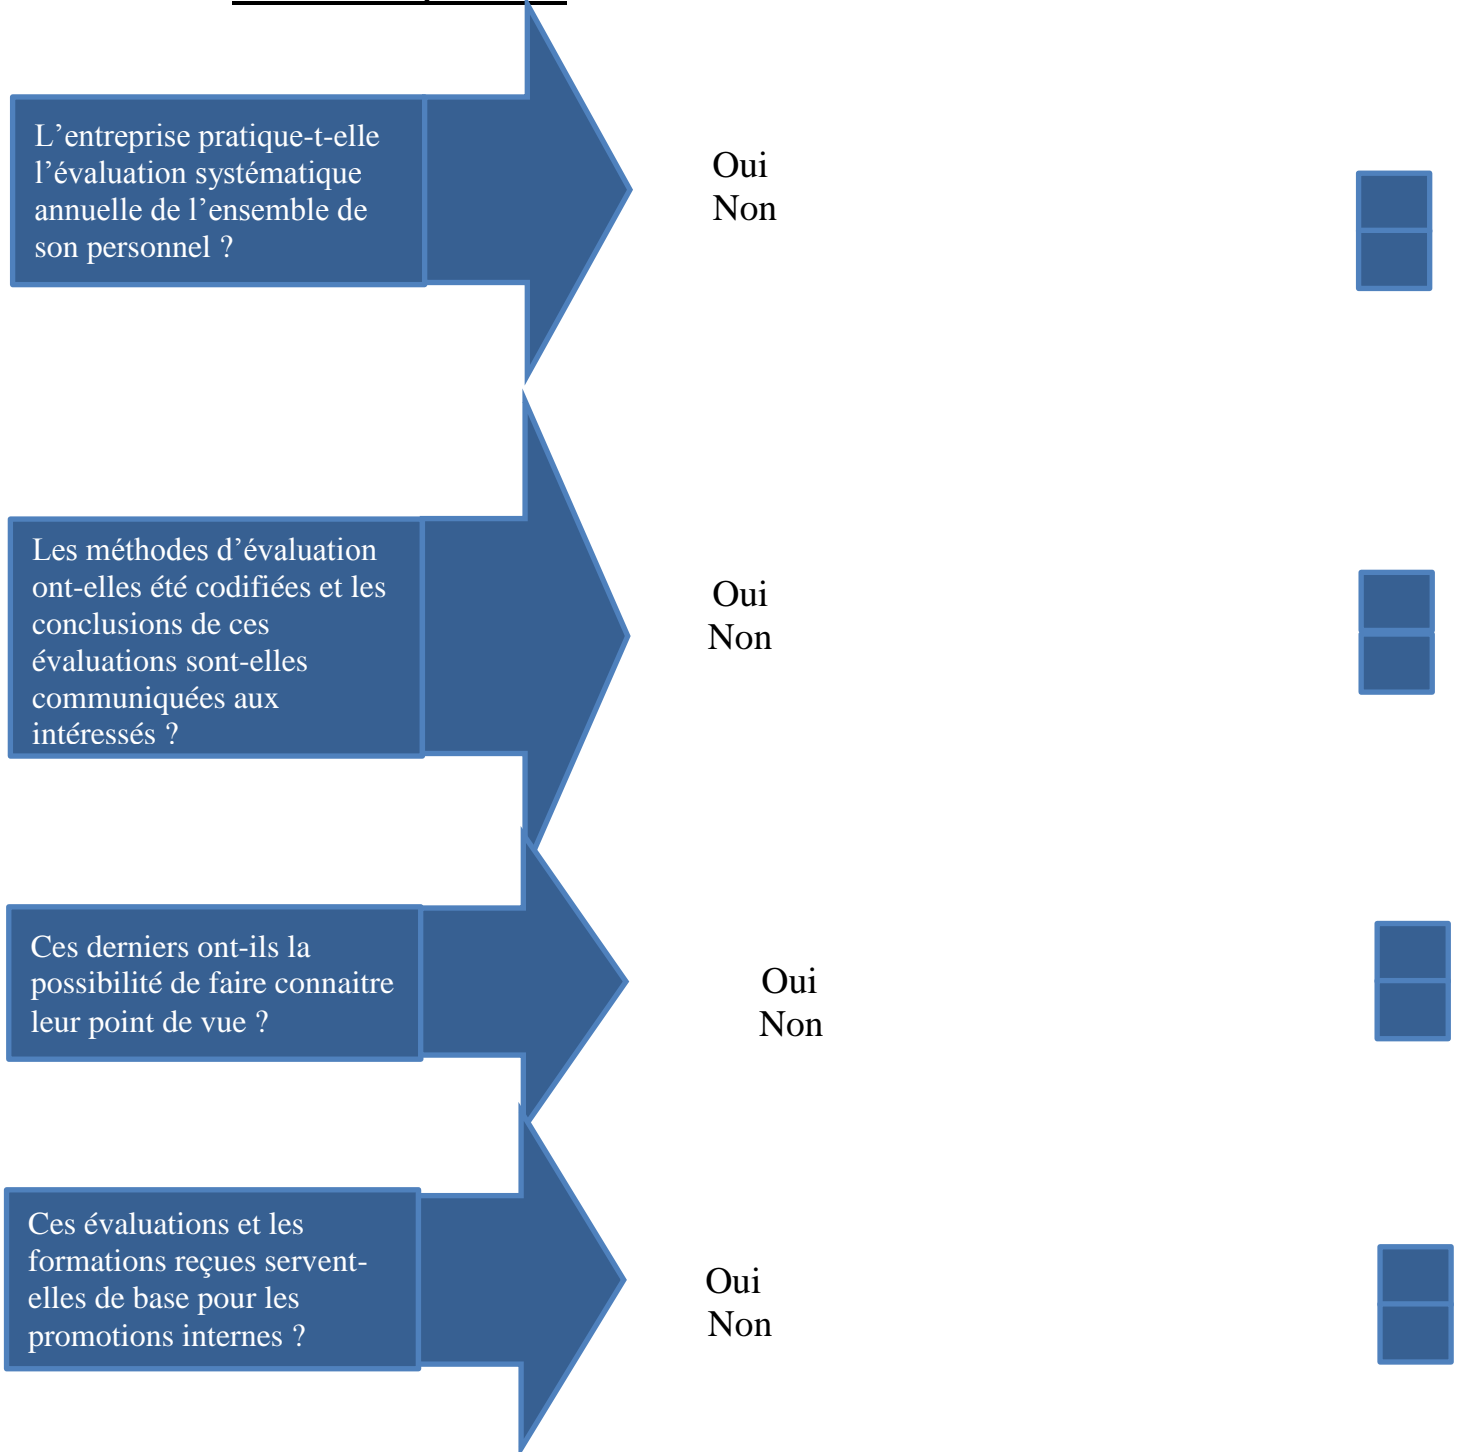 L’entreprise pratique-t-elle
l’évaluation systématique
annuelle de l’ensemble de
son personnel ?
Oui
Non
Les méthodes d’évaluation
ont-elles été codifiées et les
conclusions de ces
évaluations sont-elles
communiquées aux
intéressés ?
Oui
Non
Ces derniers ont-ils la
possibilité de faire connaitre
leur point de vue ?
Oui
Non
Ces évaluations et les
formations reçues servent-
elles de base pour les
promotions internes ?
Oui
Non